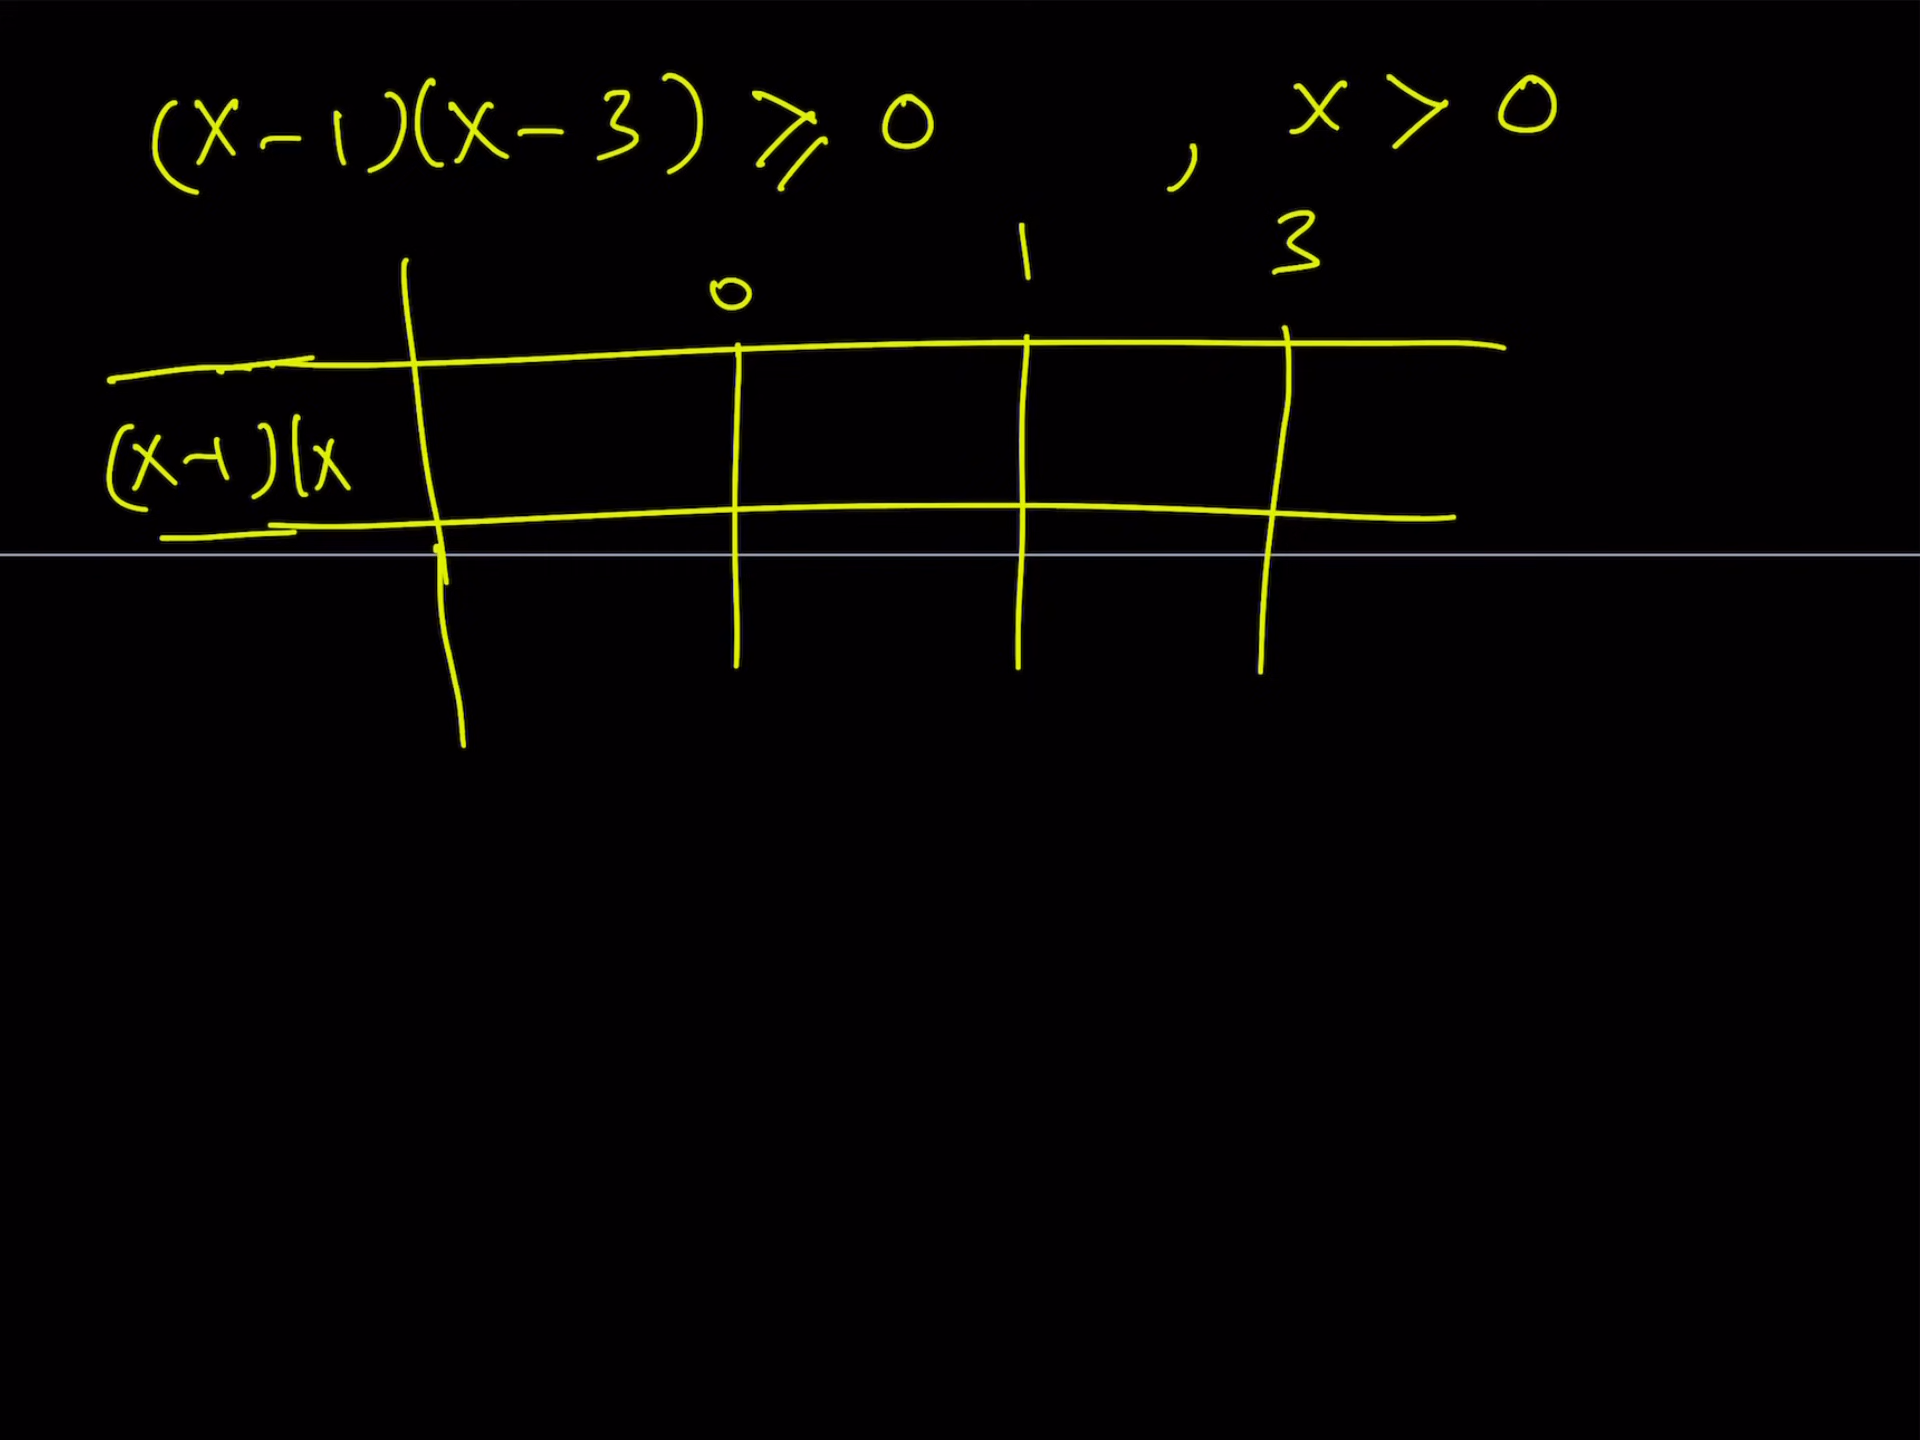 (x-1)(x-3) ⩾ 0 , x > 0
0 1 3
(x-1)(x